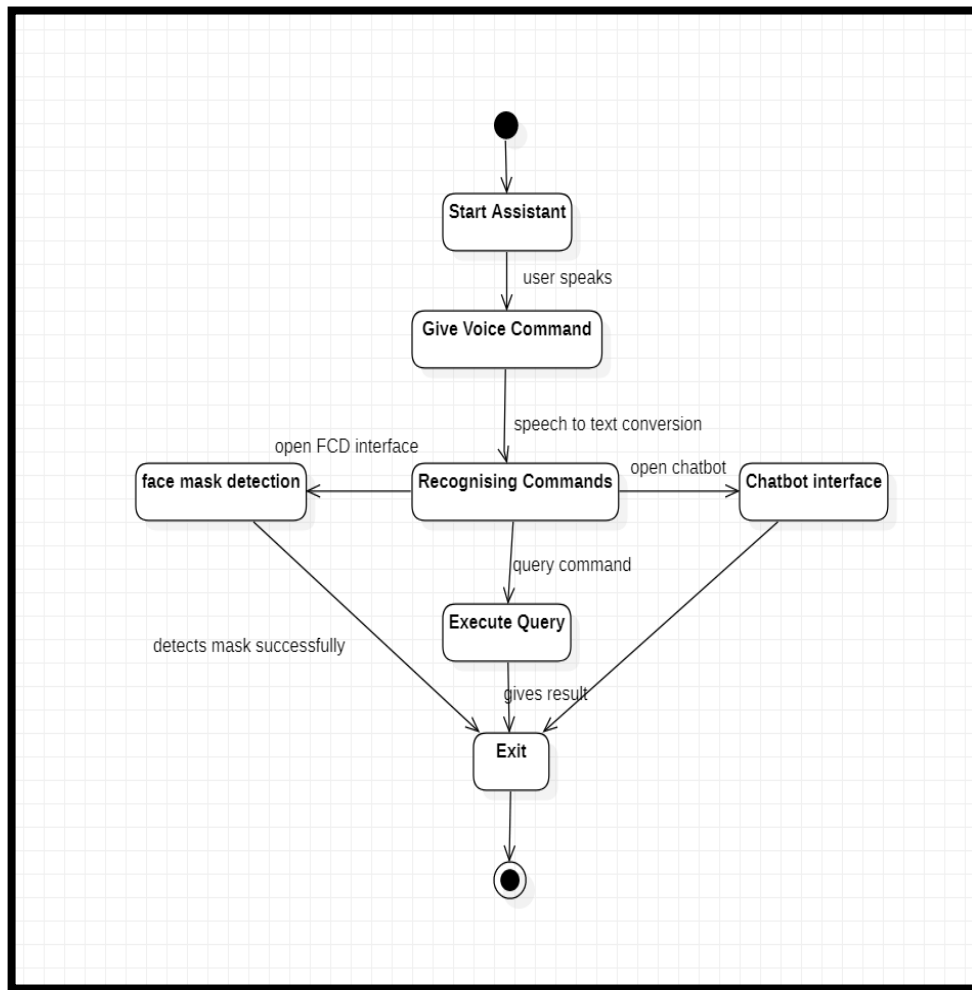 Start Assistant
user speaks
Give Voice Command
speech to text conversion
open FCD interface
open chatbot
face mask detection
Recognising Commands
Chatbot interface
query command
Execute Query
detects mask successfully
gives result
Exit